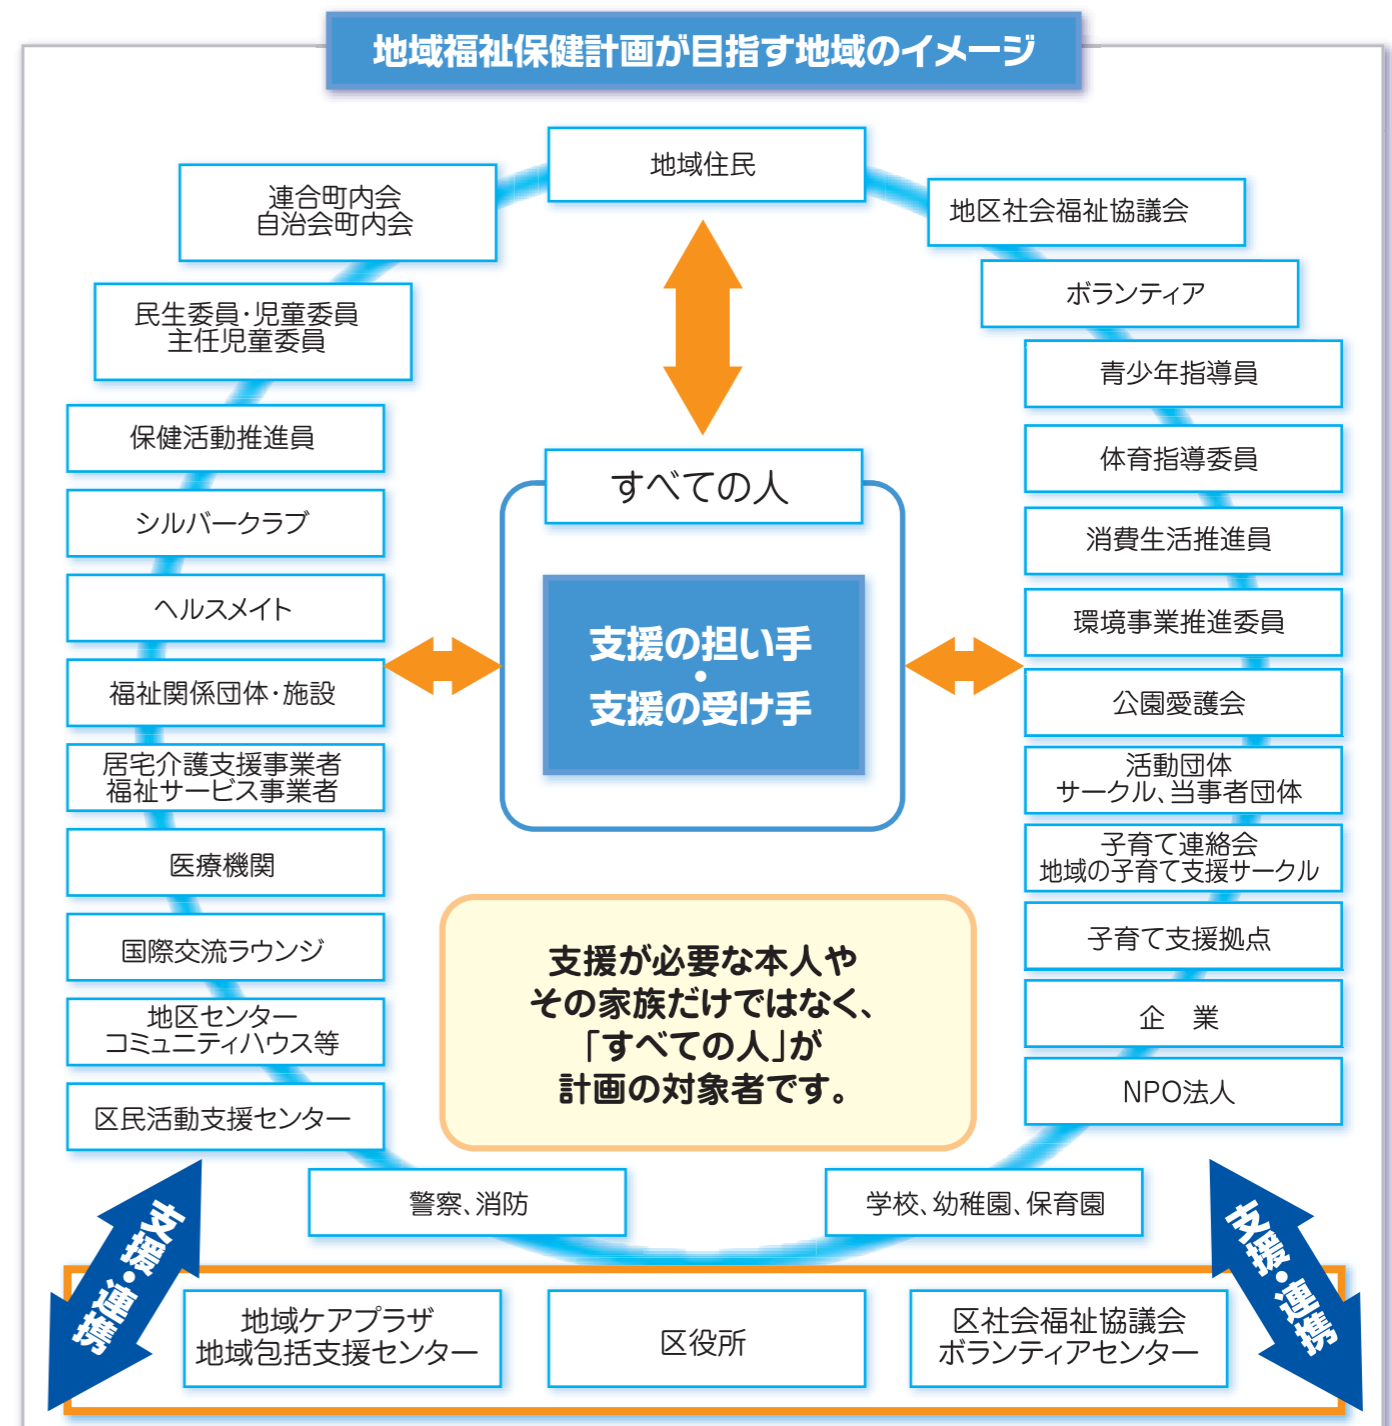 地域福祉保健計画が目指す地域のイメージ
地域住民
連合町内会
自治会町内会
地区社会福祉協議会
民生委員・児童委員
主任児童委員
ボランティア
保健活動推進員
シルバークラブ
ヘルスメイト
福祉関係団体・施設
居宅介護支援事業者
福祉サービス事業者
医療機関
国際交流ラウンジ
地区センター
コミュニティハウス等
区民活動支援センター
すべての人
支援の担い手
・
支援の受け手
支援が必要な本人や
その家族だけではなく、
「すべての人」が
計画の対象者です。
青少年指導員
体育指導委員
消費生活推進員
環境事業推進委員
公園愛護会
活動団体
サークル、当事者団体
子育て連絡会
地域の子育て支援サークル
子育て支援拠点
企　業
NPO法人
警察、消防
学校、幼稚園、保育園
支援・連携
支援・連携
地域ケアプラザ
地域包括支援センター
区役所
区社会福祉協議会
ボランティアセンター